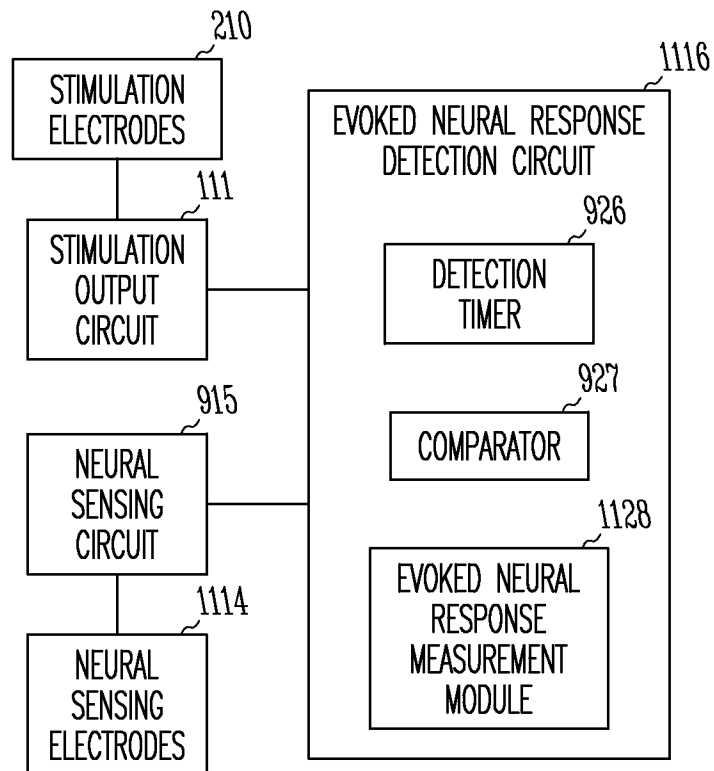 210
STIMULATION
ELECTRODES
111
STIMULATION
OUTPUT
CIRCUIT
915
NEURAL
SENSING
CIRCUIT
1114
NEURAL
SENSING
ELECTRODES
1116
EVOKED NEURAL RESPONSE
DETECTION CIRCUIT
926
DETECTION
TIMER
927
COMPARATOR
1128
EVOKED NEURAL
RESPONSE
MEASUREMENT
MODULE